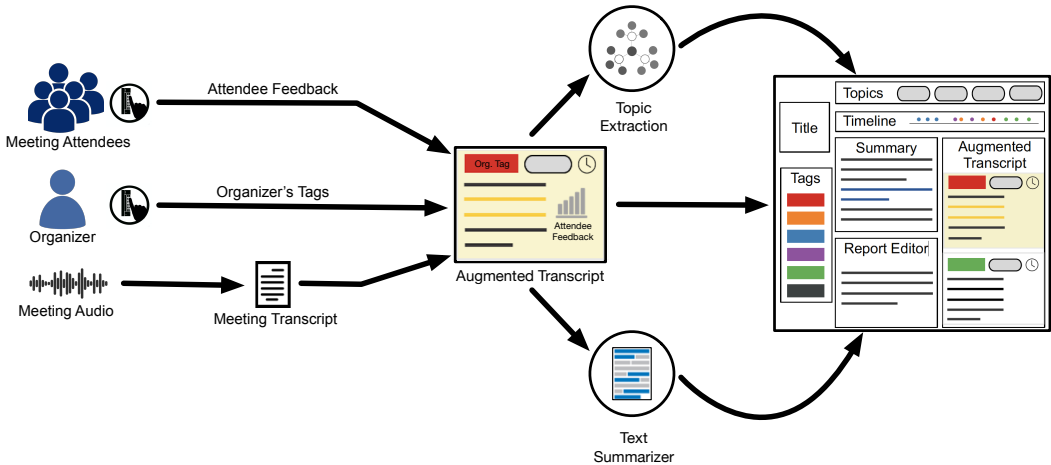 Attendee Feedback
Meeting Attendees
Organizer's Tags
Organizer
Meeting Audio
Meeting Transcript
Org. Tag
Attendee
Feedback
Augmented Transcript
Topic
Extraction
Text
Summarizer
Topics
Title
Timeline
Tags
Summary
Augmented
Transcript
Report Editor